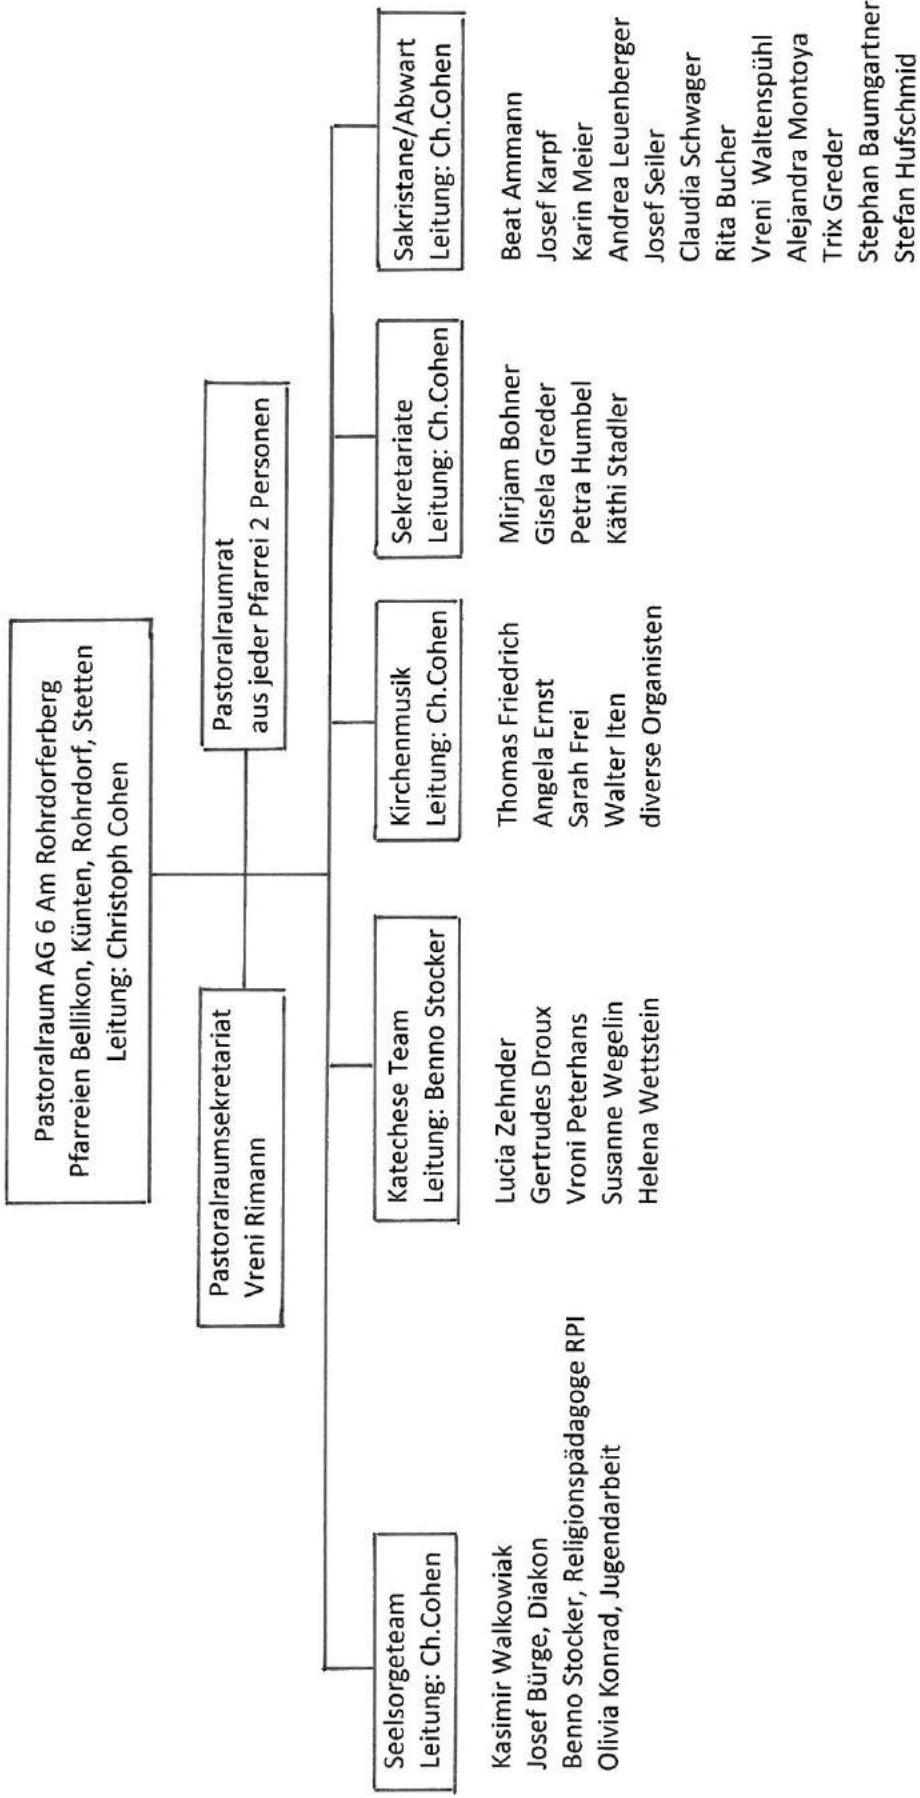 Pastoralraum AG 6 Am Rohrdorferberg
Pfarreien Bellikon, Künten, Rohrdorf, Stetten
Leitung: Christoph Cohen
Pastoralraumsekretariat
Vreni Rimann
Pastoralraumrat
aus jeder Pfarrei 2 Personen
Seelsorgeteam
Leitung: Ch.Cohen
Kasimir Walkowiak
Josef Bürge, Diakon
Benno Stocker, Religionspädagoge RPI
Olivia Konrad, Jugendarbeit
Katechese Team
Leitung: Benno Stocker
Lucia Zehnder
Gertrudes Droux
Vroni Peterhans
Susanne Wegelin
Helena Wettstein
Kirchenmusik
Leitung: Ch.Cohen
Thomas Friedrich
Angela Ernst
Sarah Frei
Walter Iten
diverse Organisten
Sekretariate
Leitung: Ch.Cohen
Mirjam Bohner
Gisela Greder
Petra Humbel
Käthi Stadler
Sakristane/Abwart
Leitung: Ch.Cohen
Beat Ammann
Josef Karpf
Karin Meier
Andrea Leuenberger
Josef Seiler
Claudia Schwager
Rita Bucher
Vreni Waltenspühl
Alejandra Montoya
Trix Greder
Stephan Baumgartner
Stefan Hufschmid